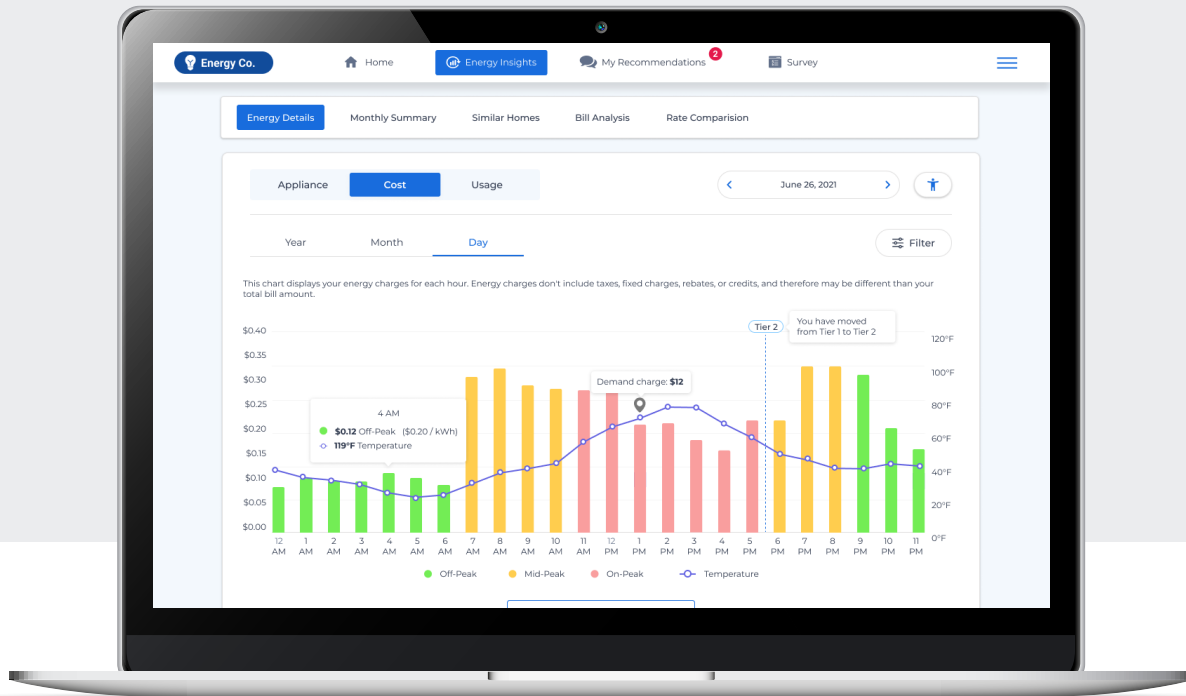 Energy Co.
Home
Energy Insights
My Recommendations
2
Survey
Energy Details
Monthly Summary
Similar Homes
Bill Analysis
Rate Comparision
Appliance
Cost
Usage
June 26, 2021
Year
Month
Day
Filter
This chart displays your energy charges for each hour. Energy charges don't include taxes, fixed charges, rebates, or credits, and therefore may be different than your
total bill amount.
$0.40
$0.35
$0.30
$0.25
$0.20
$0.15
$0.10
$0.05
$0.00
Tier 2
You have moved
from Tier 1 to Tier 2
Demand charge: $12
4 AM
$0.12 Off-Peak ($0.20 / kWh)
119°F Temperature
120°F
100°F
80°F
60°F
40°F
20°F
0°F
12 1 2 3 4 5 6 7 8 9 10 11 12 1 2 3 4 5 6 7 8 9 10 11
AM AM AM AM AM AM AM AM AM AM AM AM PM PM PM PM PM PM PM PM PM PM PM PM
Off-Peak
Mid-Peak
On-Peak
Temperature